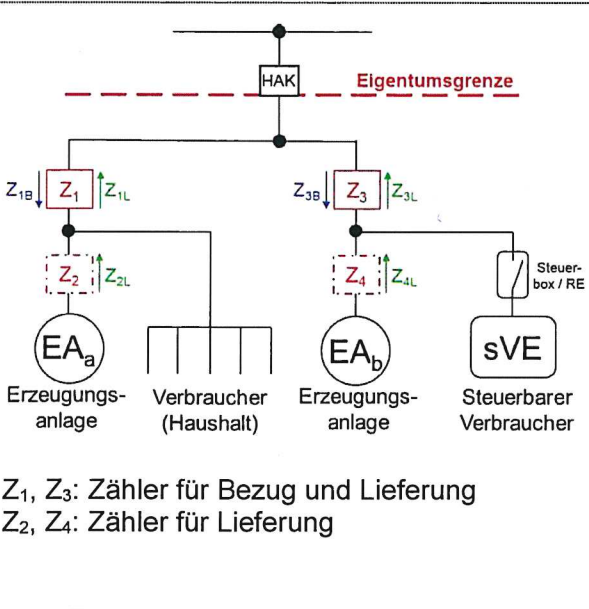 HAK
Eigentumsgrenze
Z1B Z1 Z1L
Z3B Z3 Z3L
Z2 Z2L
Z4 Z4L
Steuer-
box / RE
EAa
EAb
sVE
Erzeugungs-
anlage
Verbraucher
(Haushalt)
Erzeugungs-
anlage
Steuerbarer
Verbraucher
Z1, Z3: Zähler für Bezug und Lieferung
Z2, Z4: Zähler für Lieferung